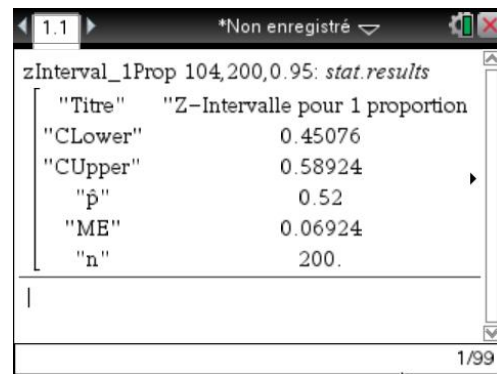 1.1 *Non enregistré
zInterval_1Prop 104,200,0.95: stat.results
"Titre" "Z−Intervalle pour 1 proportion
"CLower" 0.45076
"CUpper" 0.58924
"p̂" 0.52
"ME" 0.06924
"n" 200.
1/99